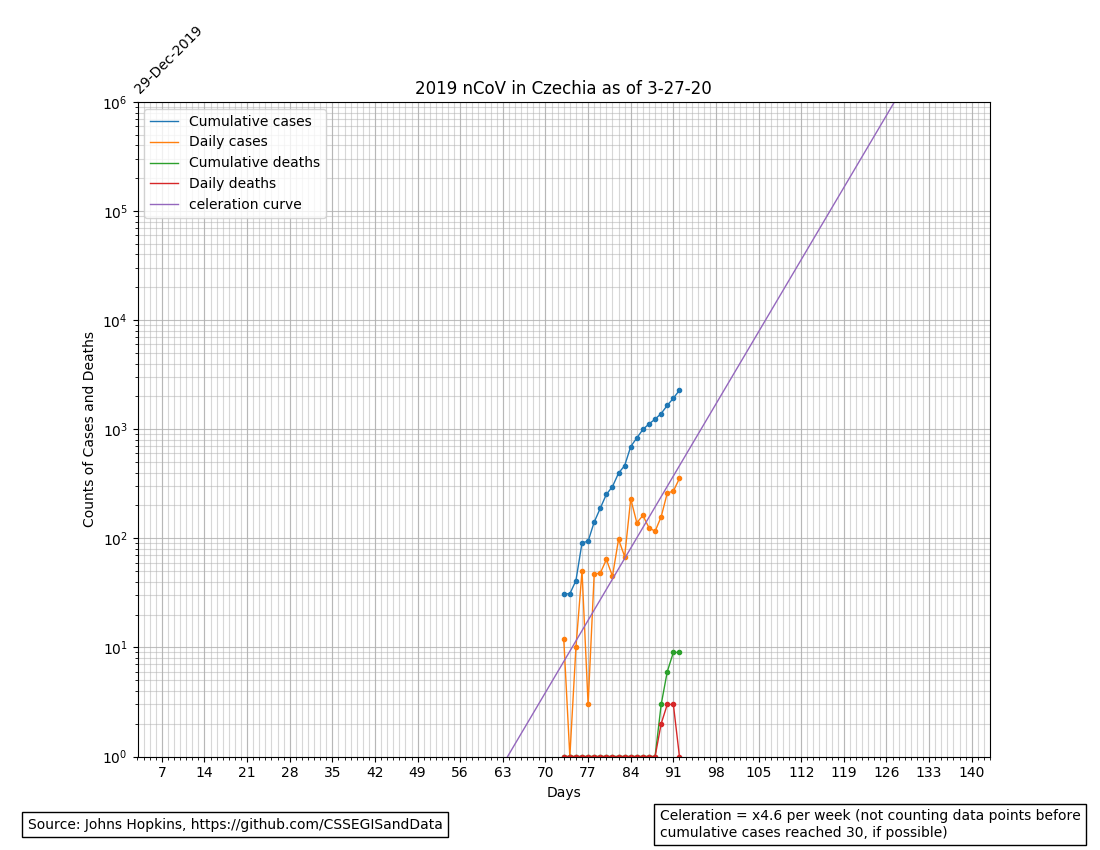 29-Dec-2019
2019 nCoV in Czechia as of 3-27-20
Cumulative cases
Daily cases
Cumulative deaths
Daily deaths
celeration curve
Counts of Cases and Deaths
10^6
10^5
10^4
10^3
10^2
10^1
10^0
7 14 21 28 35 42 49 56 63 70 77 84 91 98 105 112 119 126 133 140
Days
Source: Johns Hopkins, https://github.com/CSSEGISandData
Celeration = x4.6 per week (not counting data points before
cumulative cases reached 30, if possible)